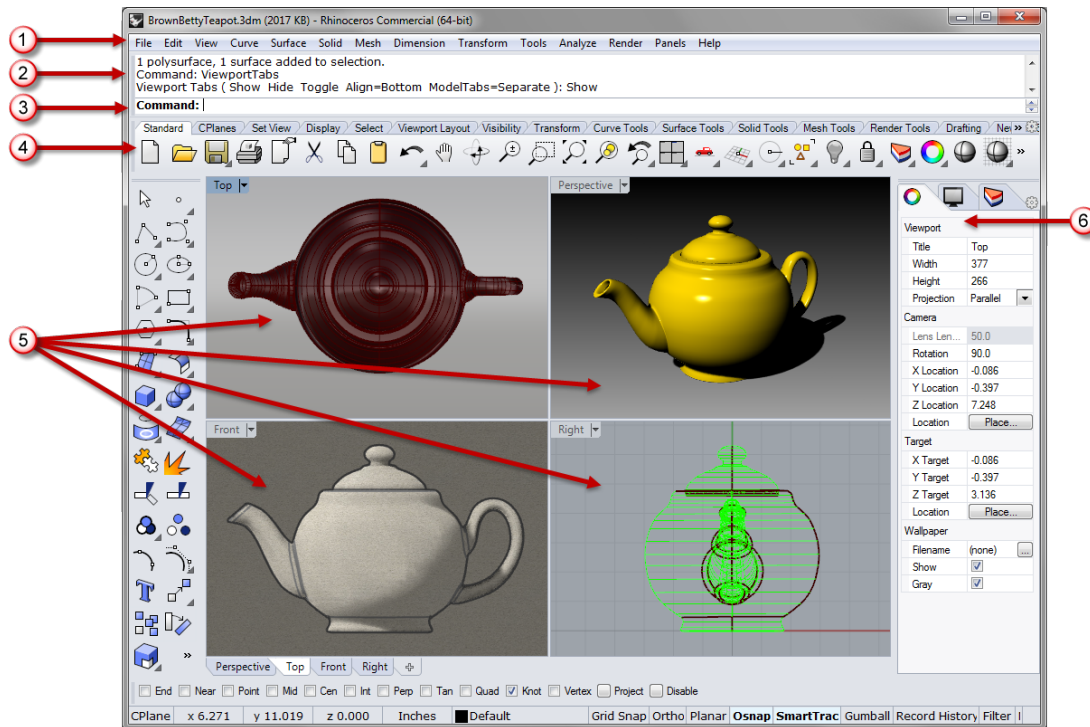 BrownBettyTeapot.3dm (2017 KB) - Rhinoceros Commercial (64-bit)
1
File Edit View Curve Surface Solid Mesh Dimension Transform Tools Analyze Render Panels Help
2
1 polysurface, 1 surface added to selection.
Command: ViewportTabs
Viewport Tabs ( Show Hide Toggle Align=Bottom ModelTabs=Separate ): Show
3
Command:
Standard CPlanes Set View Display Select Viewport Layout Visibility Transform Curve Tools Surface Tools Solid Tools Mesh Tools Render Tools Drafting Ne »
4
»
Top
Perspective
6
Viewport
Title Top
Width 377
Height 266
Projection Parallel
Camera
Lens Len... 50.0
Rotation 90.0
X Location -0.086
Y Location -0.397
Z Location 7.248
Location Place...
5
Front
Right
Target
X Target -0.086
Y Target -0.397
Z Target 3.136
Location Place...
Wallpaper
Filename (none) ...
Show
Gray
T
»
Perspective Top Front Right
End Near Point Mid Cen Int Perp Tan Quad Knot Vertex Project Disable
CPlane x 6.271 y 11.019 z 0.000 Inches Default Grid Snap Ortho Planar Osnap SmartTrac Gumball Record History Filter